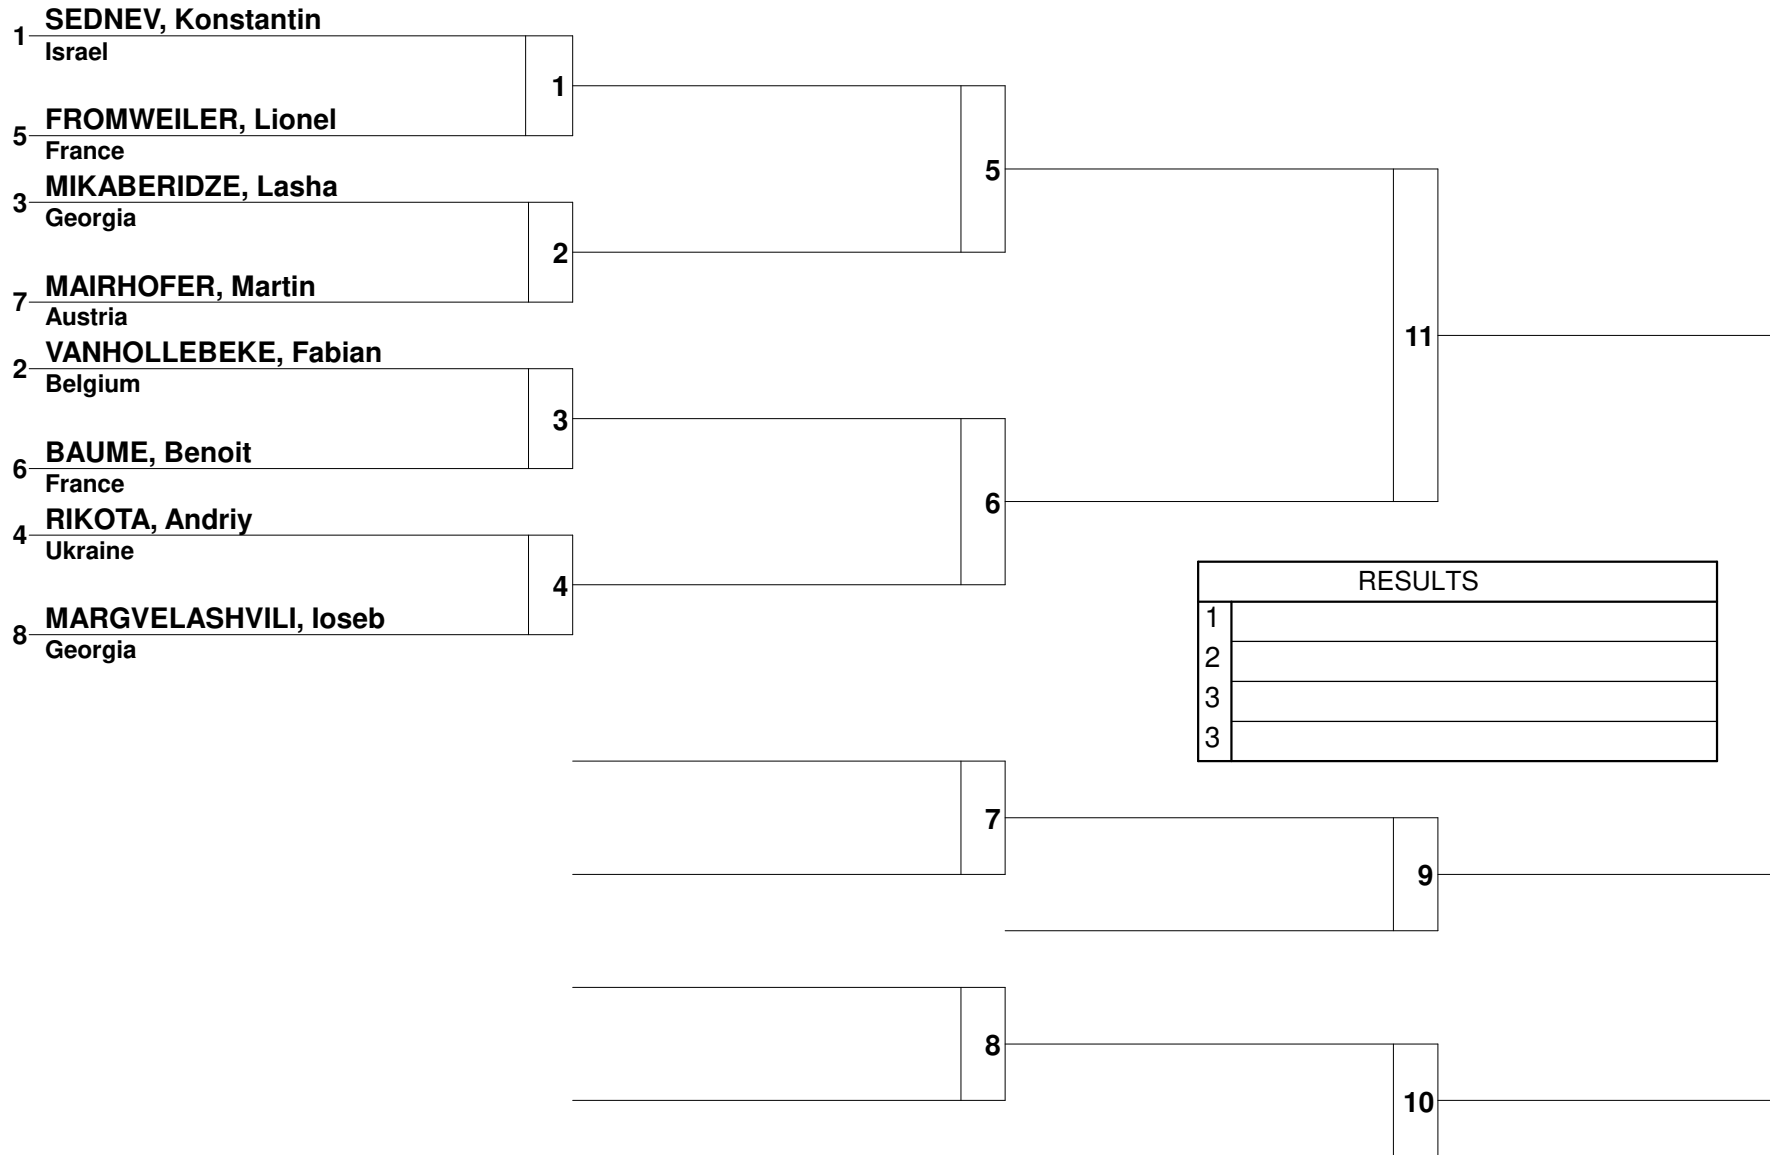 SEDNEV, Konstantin
1
Israel
1
FROMWEILER, Lionel
5
France
5
MIKABERIDZE, Lasha
3
Georgia
2
MAIRHOFER, Martin
7
Austria
11
VANHOLLEBEKE, Fabian
2
Belgium
3
BAUME, Benoit
6
France
6
RIKOTA, Andriy
4
Ukraine
4
MARGVELASHVILI, Ioseb
8
Georgia
RESULTS
1
2
3
3
7
9
8
10